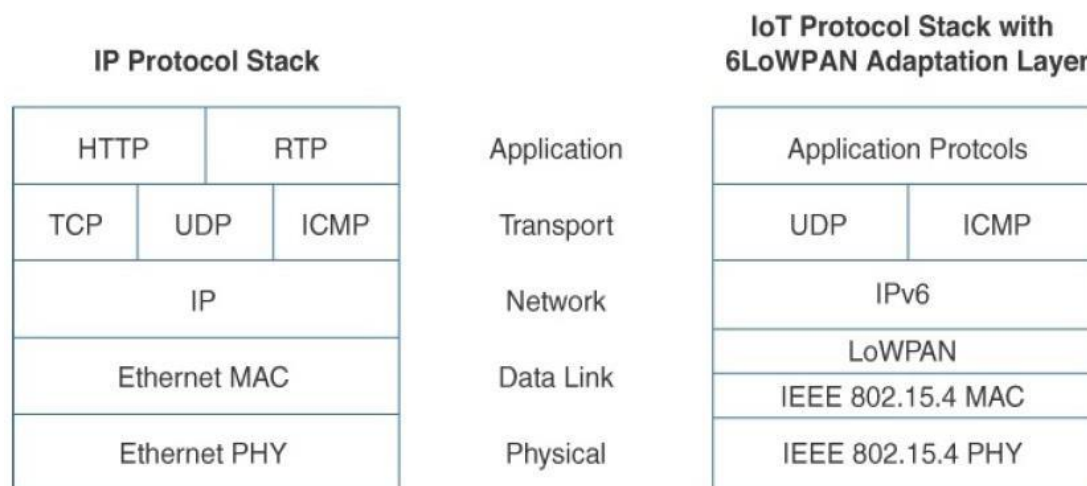 IP Protocol Stack
IoT Protocol Stack with
6LoWPAN Adaptation Layer
HTTP RTP Application Application Protcols
TCP UDP ICMP Transport UDP ICMP
IP Network IPv6
LoWPAN
Ethernet MAC Data Link
IEEE 802.15.4 MAC
Ethernet PHY Physical IEEE 802.15.4 PHY